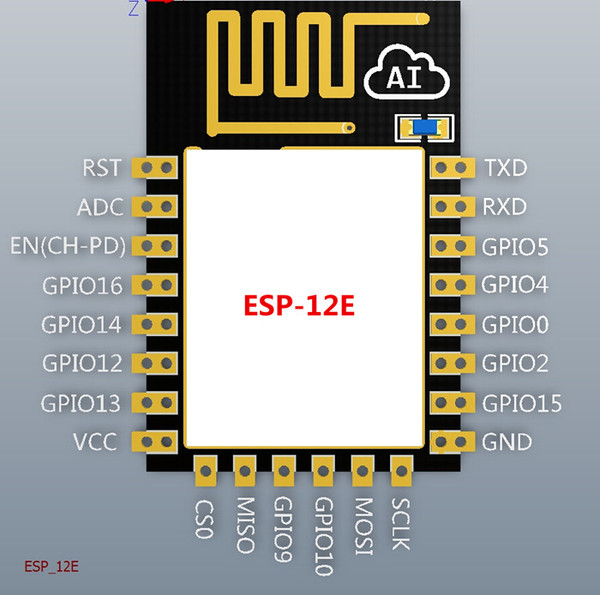 Z
AI
RST
TXD
ADC
RXD
EN(CH-PD)
GPIO5
GPIO16
GPIO4
ESP-12E
GPIO14
GPIO0
GPIO12
GPIO2
GPIO13
GPIO15
VCC
GND
CS0
MISO
GPIO9
GPIO10
MOSI
SCLK
ESP_12E